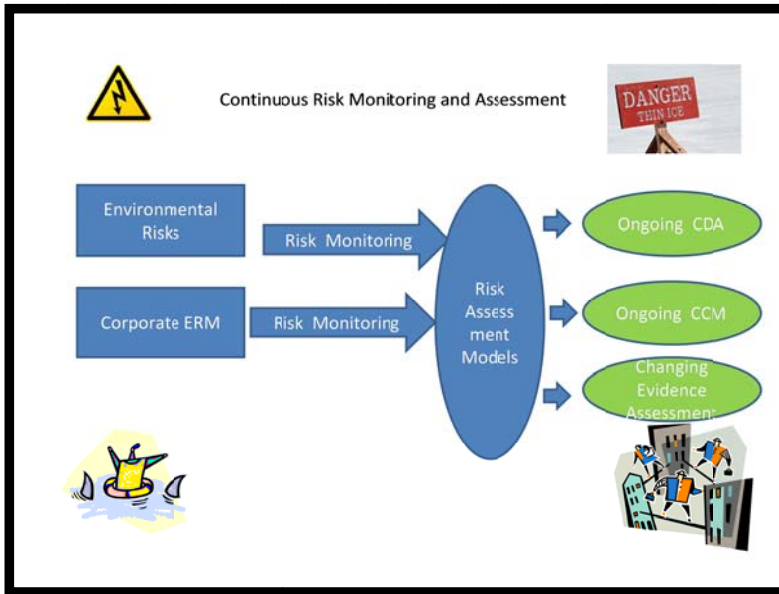 Continuous Risk Monitoring and Assessment
DANGER
THIN ICE
Environmental
Risks
Risk Monitoring
Corporate ERM
Risk Monitoring
Risk
Assess
ment
Models
Ongoing CDA
Ongoing CCM
Changing
Evidence
Assessment